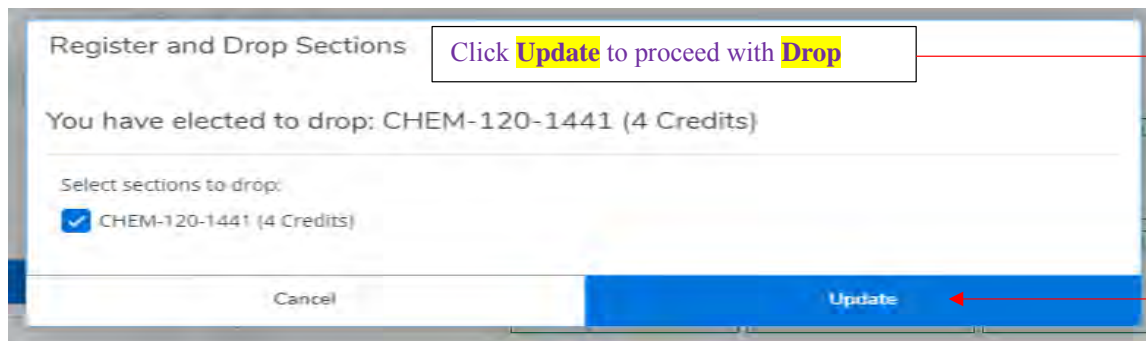 Register and Drop Sections
Click Update to proceed with Drop
You have elected to drop: CHEM-120-1441 (4 Credits)
Select sections to drop:
CHEM-120-1441 (4 Credits)
Cancel
Update